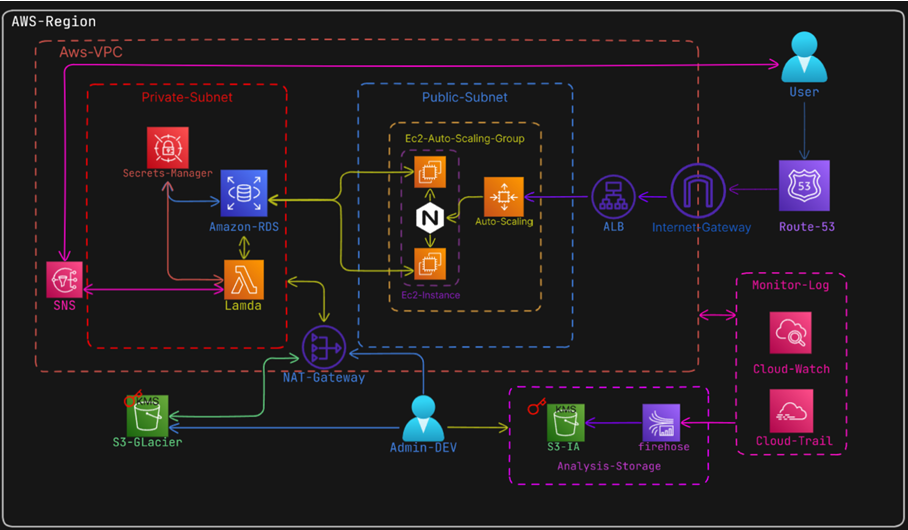 AWS-Region
Aws-VPC
User
Private-Subnet
Public-Subnet
Ec2-Auto-Scaling-Group
Secrets-Manager
53
Amazon-RDS
N
Auto-Scaling
ALB
Internet-Gateway
Route-53
Ec2-Instance
SNS
Lamda
Monitor-Log
Cloud-Watch
NAT-Gateway
KMS
S3-GLacier
Admin-DEV
KMS
S3-IA
firehose
Cloud-Trail
Analysis-Storage